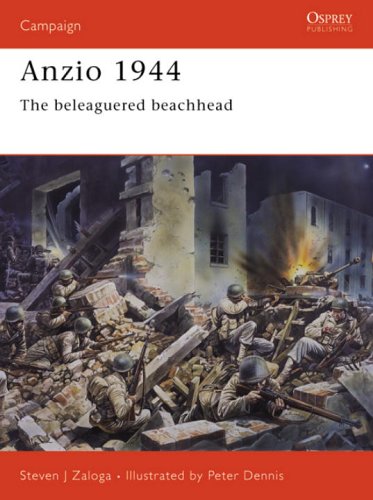 Campaign
OSPREY
PUBLISHING
Anzio 1944
The beleaguered beachhead
Steven J Zaloga • Illustrated by Peter Dennis